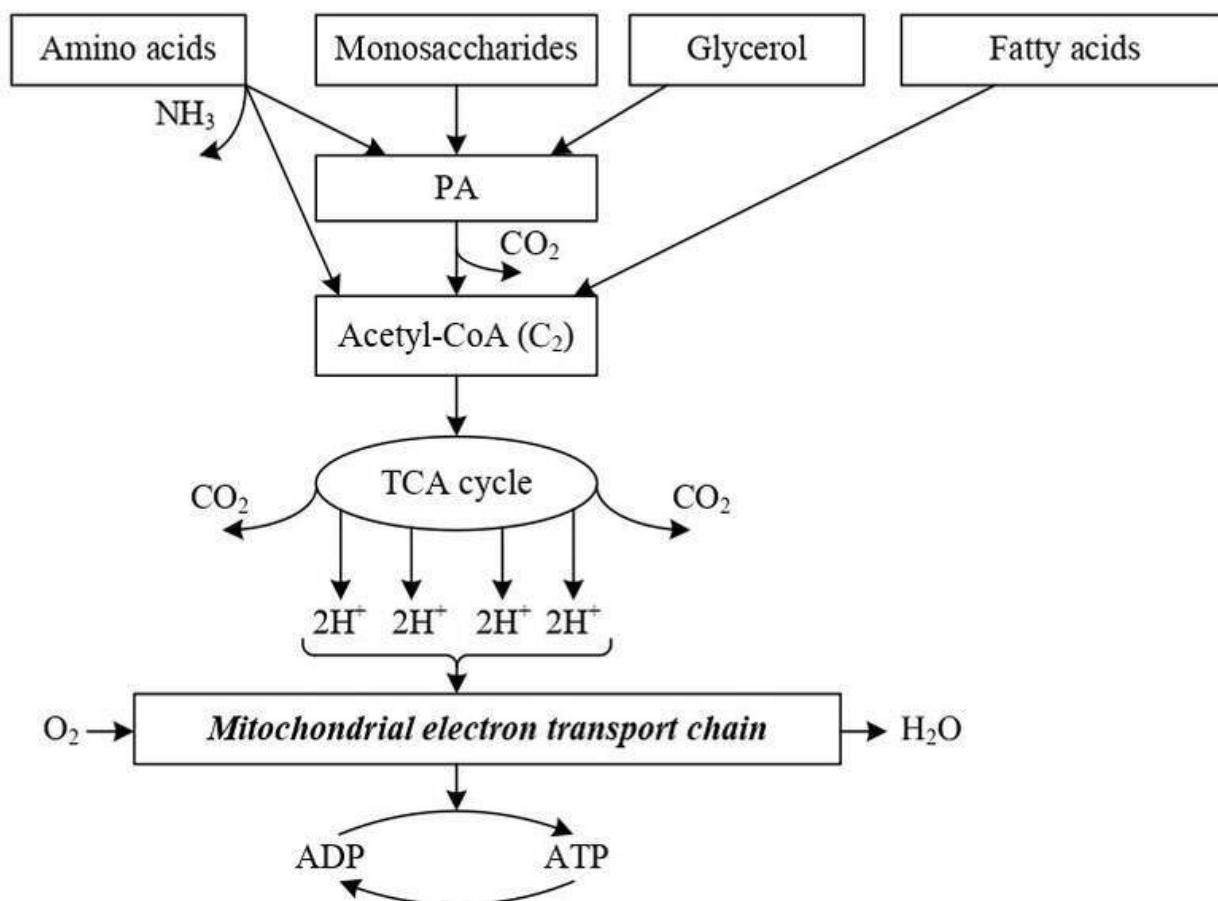 Amino acids
Monosaccharides
Glycerol
Fatty acids
NH₃
PA
CO₂
Acetyl-CoA (C₂)
TCA cycle
CO₂
CO₂
2H⁺
2H⁺
2H⁺
2H⁺
O₂
Mitochondrial electron transport chain
H₂O
ADP
ATP